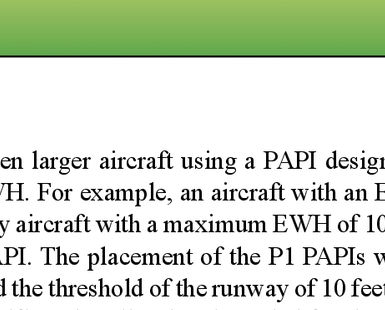 en larger aircraft using a PAPI design
WH. For example, an aircraft with an E
y aircraft with a maximum EWH of 10
API. The placement of the P1 PAPIs w
d the threshold of the runway of 10 feet